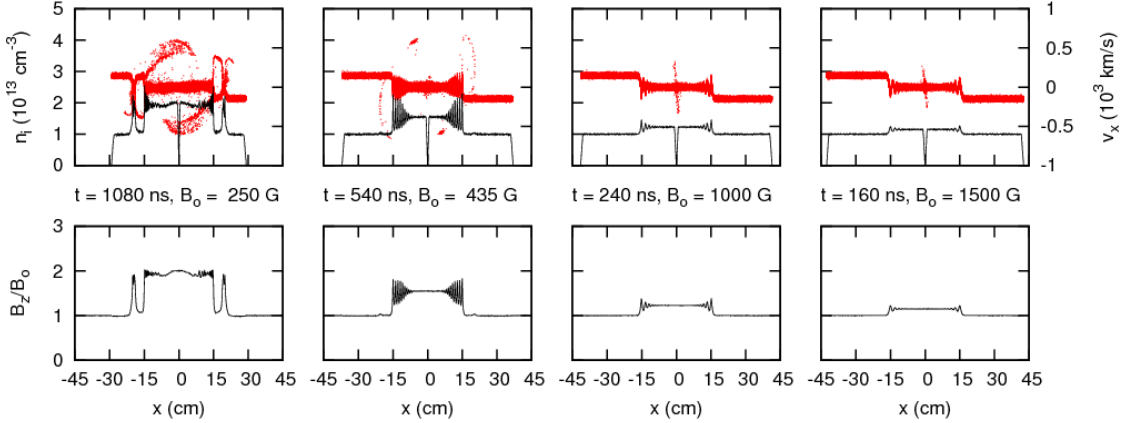 5
4
3
2
1
0
n_i (10^13 cm^-3)
1
0.5
0
-0.5
-1
v_x (10^3 km/s)
t = 1080 ns, B_o = 250 G
t = 540 ns, B_o = 435 G
t = 240 ns, B_o = 1000 G
t = 160 ns, B_o = 1500 G
3
2
1
0
B_z/B_o
-45 -30 -15 0 15 30 45
-45 -30 -15 0 15 30 45
-45 -30 -15 0 15 30 45
-45 -30 -15 0 15 30 45
x (cm)
x (cm)
x (cm)
x (cm)